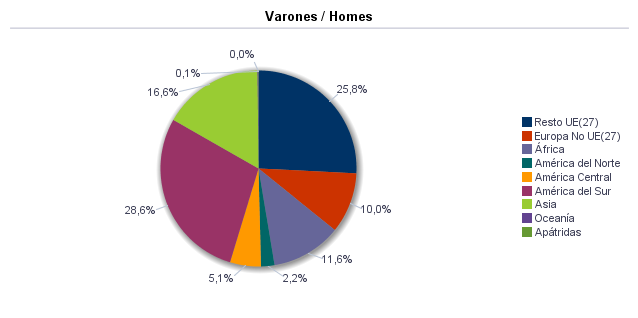 Varones / Homes
0,0%
0,1%
16,6%
25,8%
28,6%
10,0%
11,6%
5,1%
2,2%
Resto UE(27)
Europa No UE(27)
África
América del Norte
América Central
América del Sur
Asia
Oceanía
Apátridas